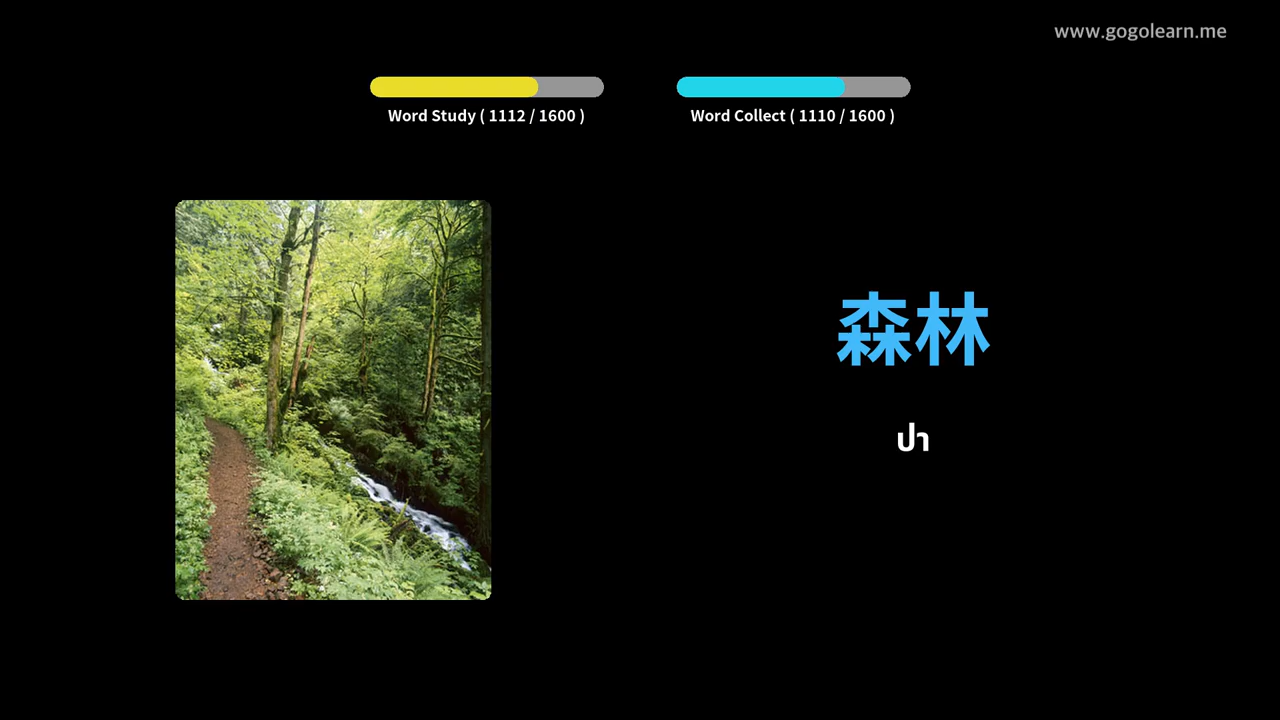 www.gogolearn.me
Word Study ( 1112 / 1600 )
Word Collect ( 1110 / 1600 )
森林
ป่า